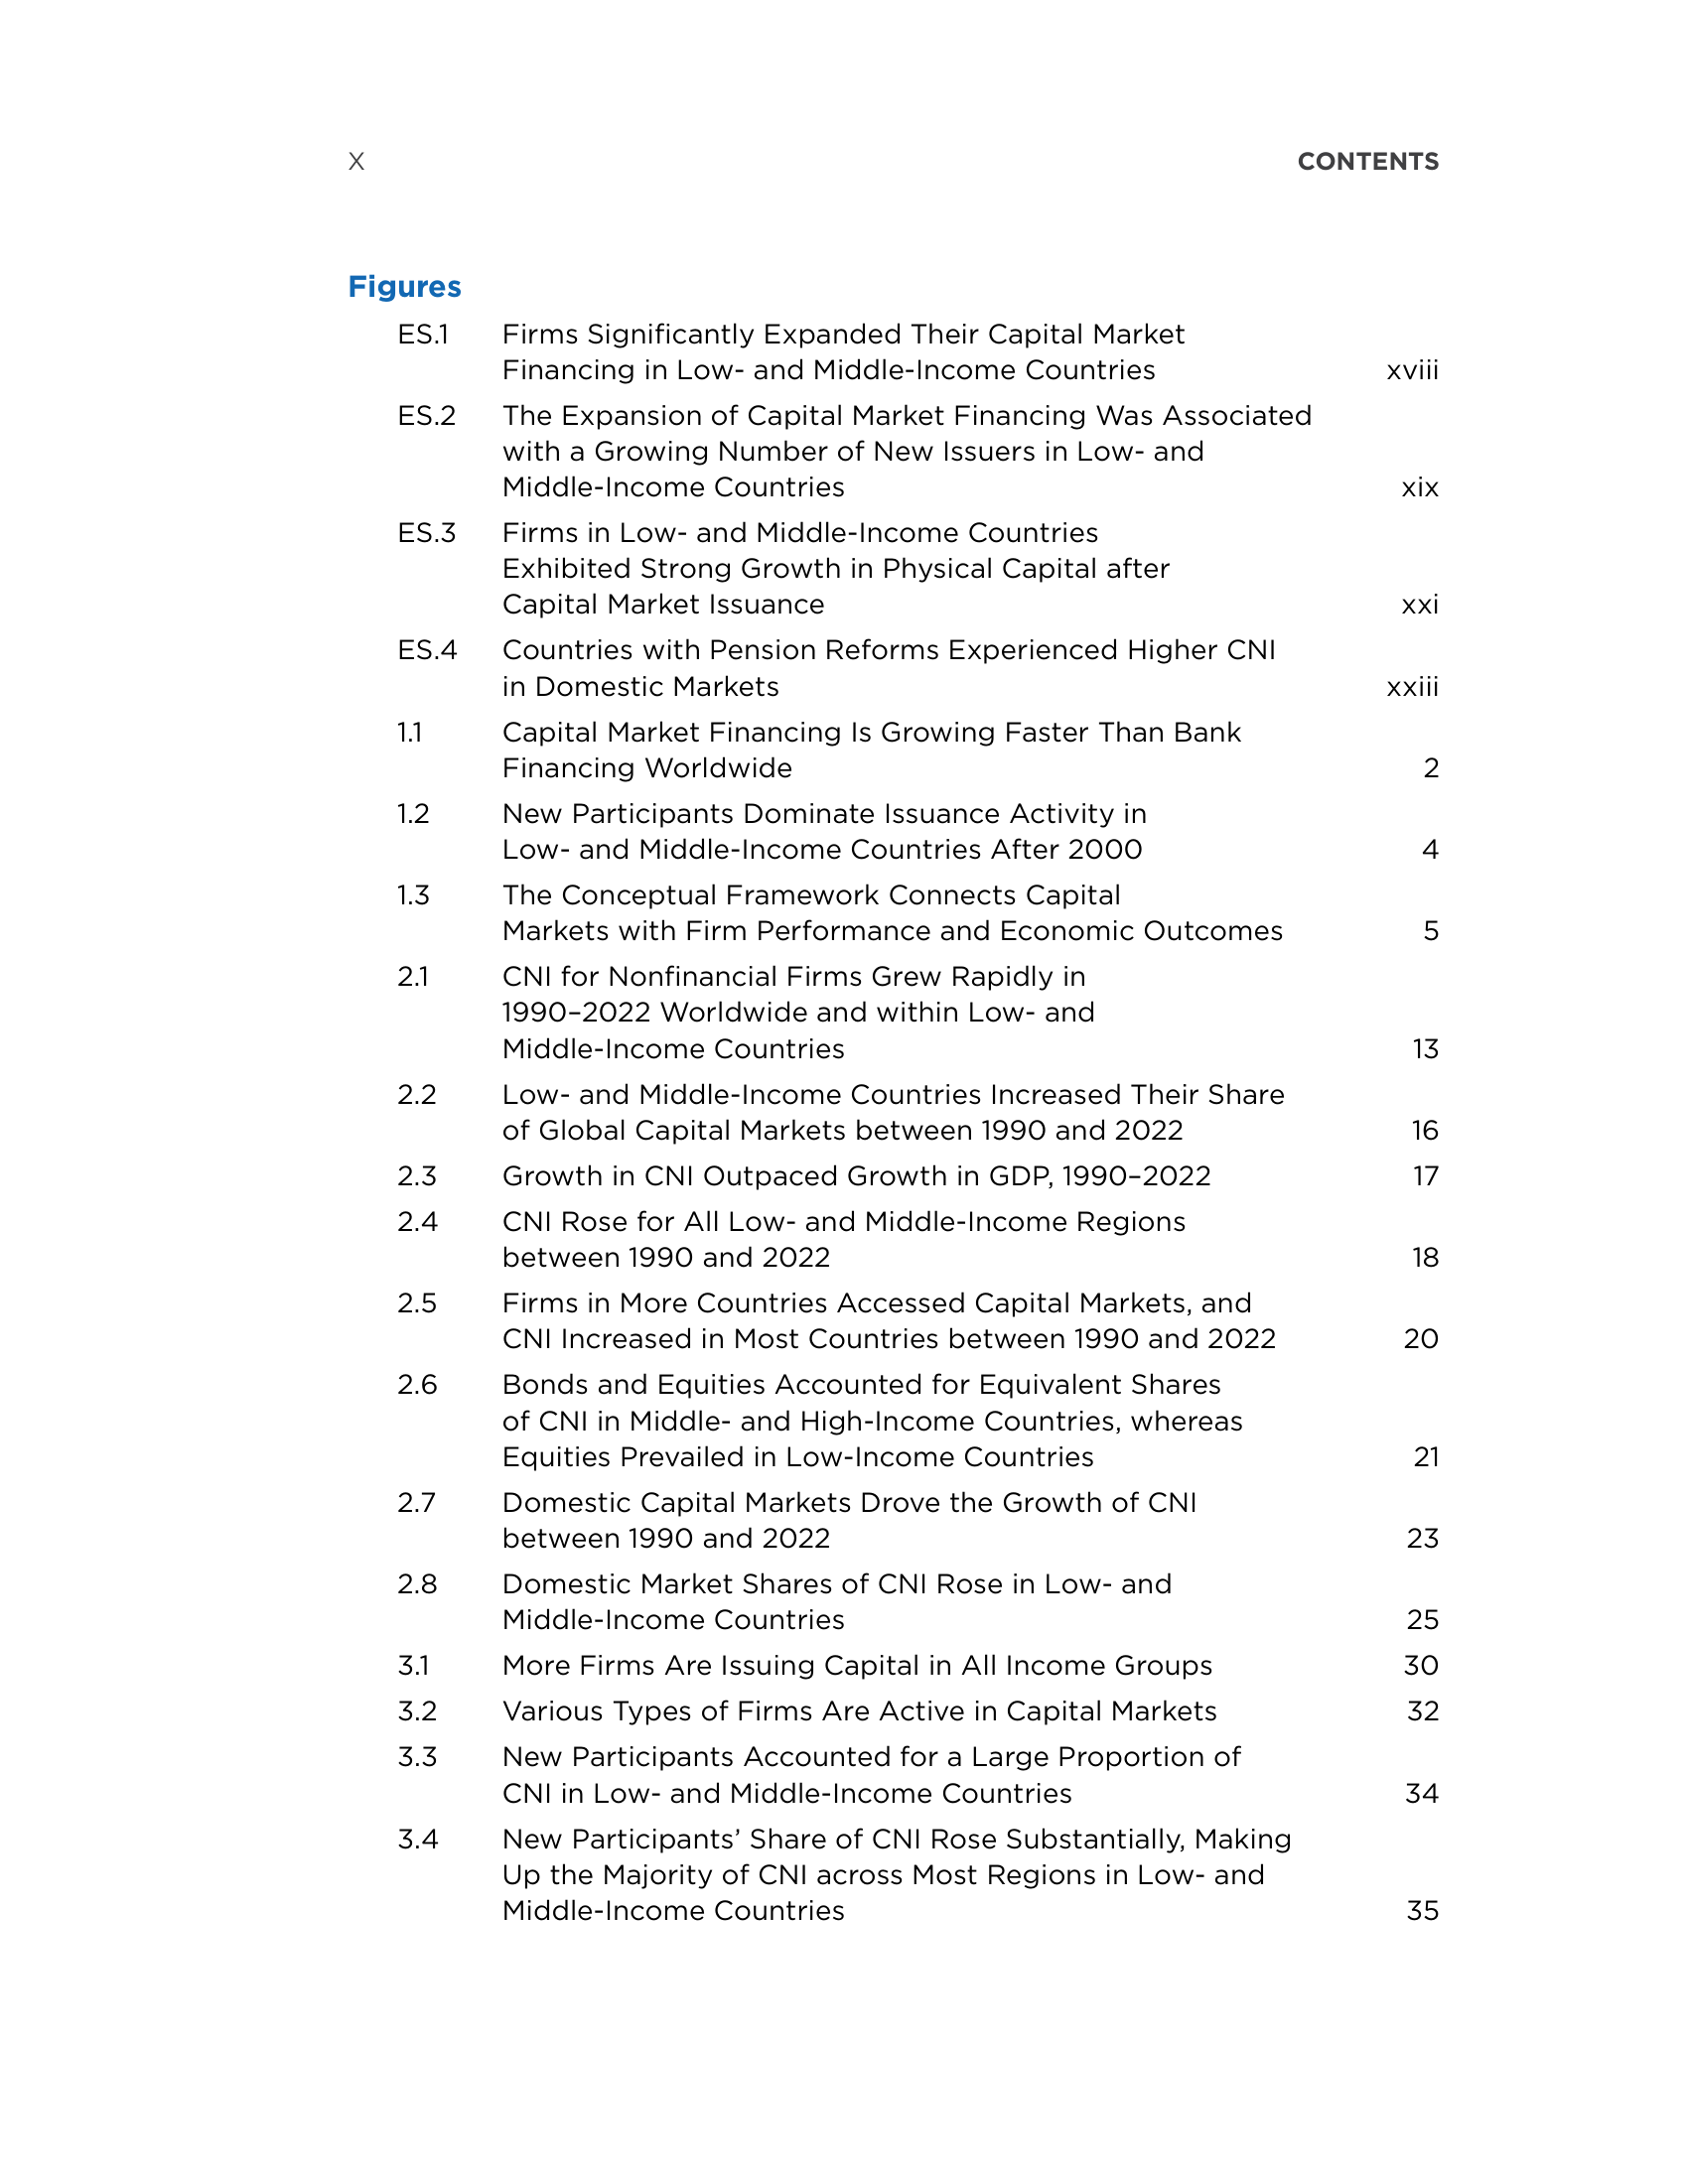 X CONTENTS
Figures
ES.1 Firms Significantly Expanded Their Capital Market
Financing in Low- and Middle-Income Countries xviii
ES.2 The Expansion of Capital Market Financing Was Associated
with a Growing Number of New Issuers in Low- and
Middle-Income Countries xix
ES.3 Firms in Low- and Middle-Income Countries
Exhibited Strong Growth in Physical Capital after
Capital Market Issuance xxi
ES.4 Countries with Pension Reforms Experienced Higher CNI
in Domestic Markets xxiii
1.1 Capital Market Financing Is Growing Faster Than Bank
Financing Worldwide 2
1.2 New Participants Dominate Issuance Activity in
Low- and Middle-Income Countries After 2000 4
1.3 The Conceptual Framework Connects Capital
Markets with Firm Performance and Economic Outcomes 5
2.1 CNI for Nonfinancial Firms Grew Rapidly in
1990–2022 Worldwide and within Low- and
Middle-Income Countries 13
2.2 Low- and Middle-Income Countries Increased Their Share
of Global Capital Markets between 1990 and 2022 16
2.3 Growth in CNI Outpaced Growth in GDP, 1990–2022 17
2.4 CNI Rose for All Low- and Middle-Income Regions
between 1990 and 2022 18
2.5 Firms in More Countries Accessed Capital Markets, and
CNI Increased in Most Countries between 1990 and 2022 20
2.6 Bonds and Equities Accounted for Equivalent Shares
of CNI in Middle- and High-Income Countries, whereas
Equities Prevailed in Low-Income Countries 21
2.7 Domestic Capital Markets Drove the Growth of CNI
between 1990 and 2022 23
2.8 Domestic Market Shares of CNI Rose in Low- and
Middle-Income Countries 25
3.1 More Firms Are Issuing Capital in All Income Groups 30
3.2 Various Types of Firms Are Active in Capital Markets 32
3.3 New Participants Accounted for a Large Proportion of
CNI in Low- and Middle-Income Countries 34
3.4 New Participants’ Share of CNI Rose Substantially, Making
Up the Majority of CNI across Most Regions in Low- and
Middle-Income Countries 35